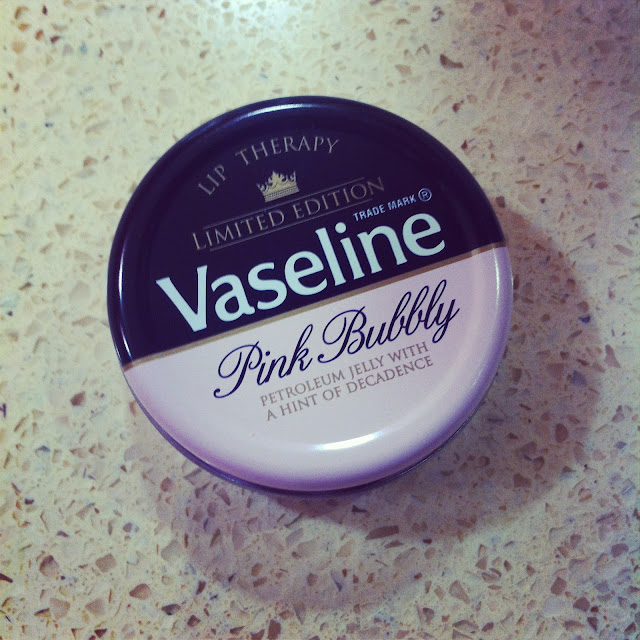 LIP THERAPY
LIMITED EDITION
TRADE MARK ®
Vaseline
Pink Bubbly
PETROLEUM JELLY WITH
A HINT OF DECADENCE